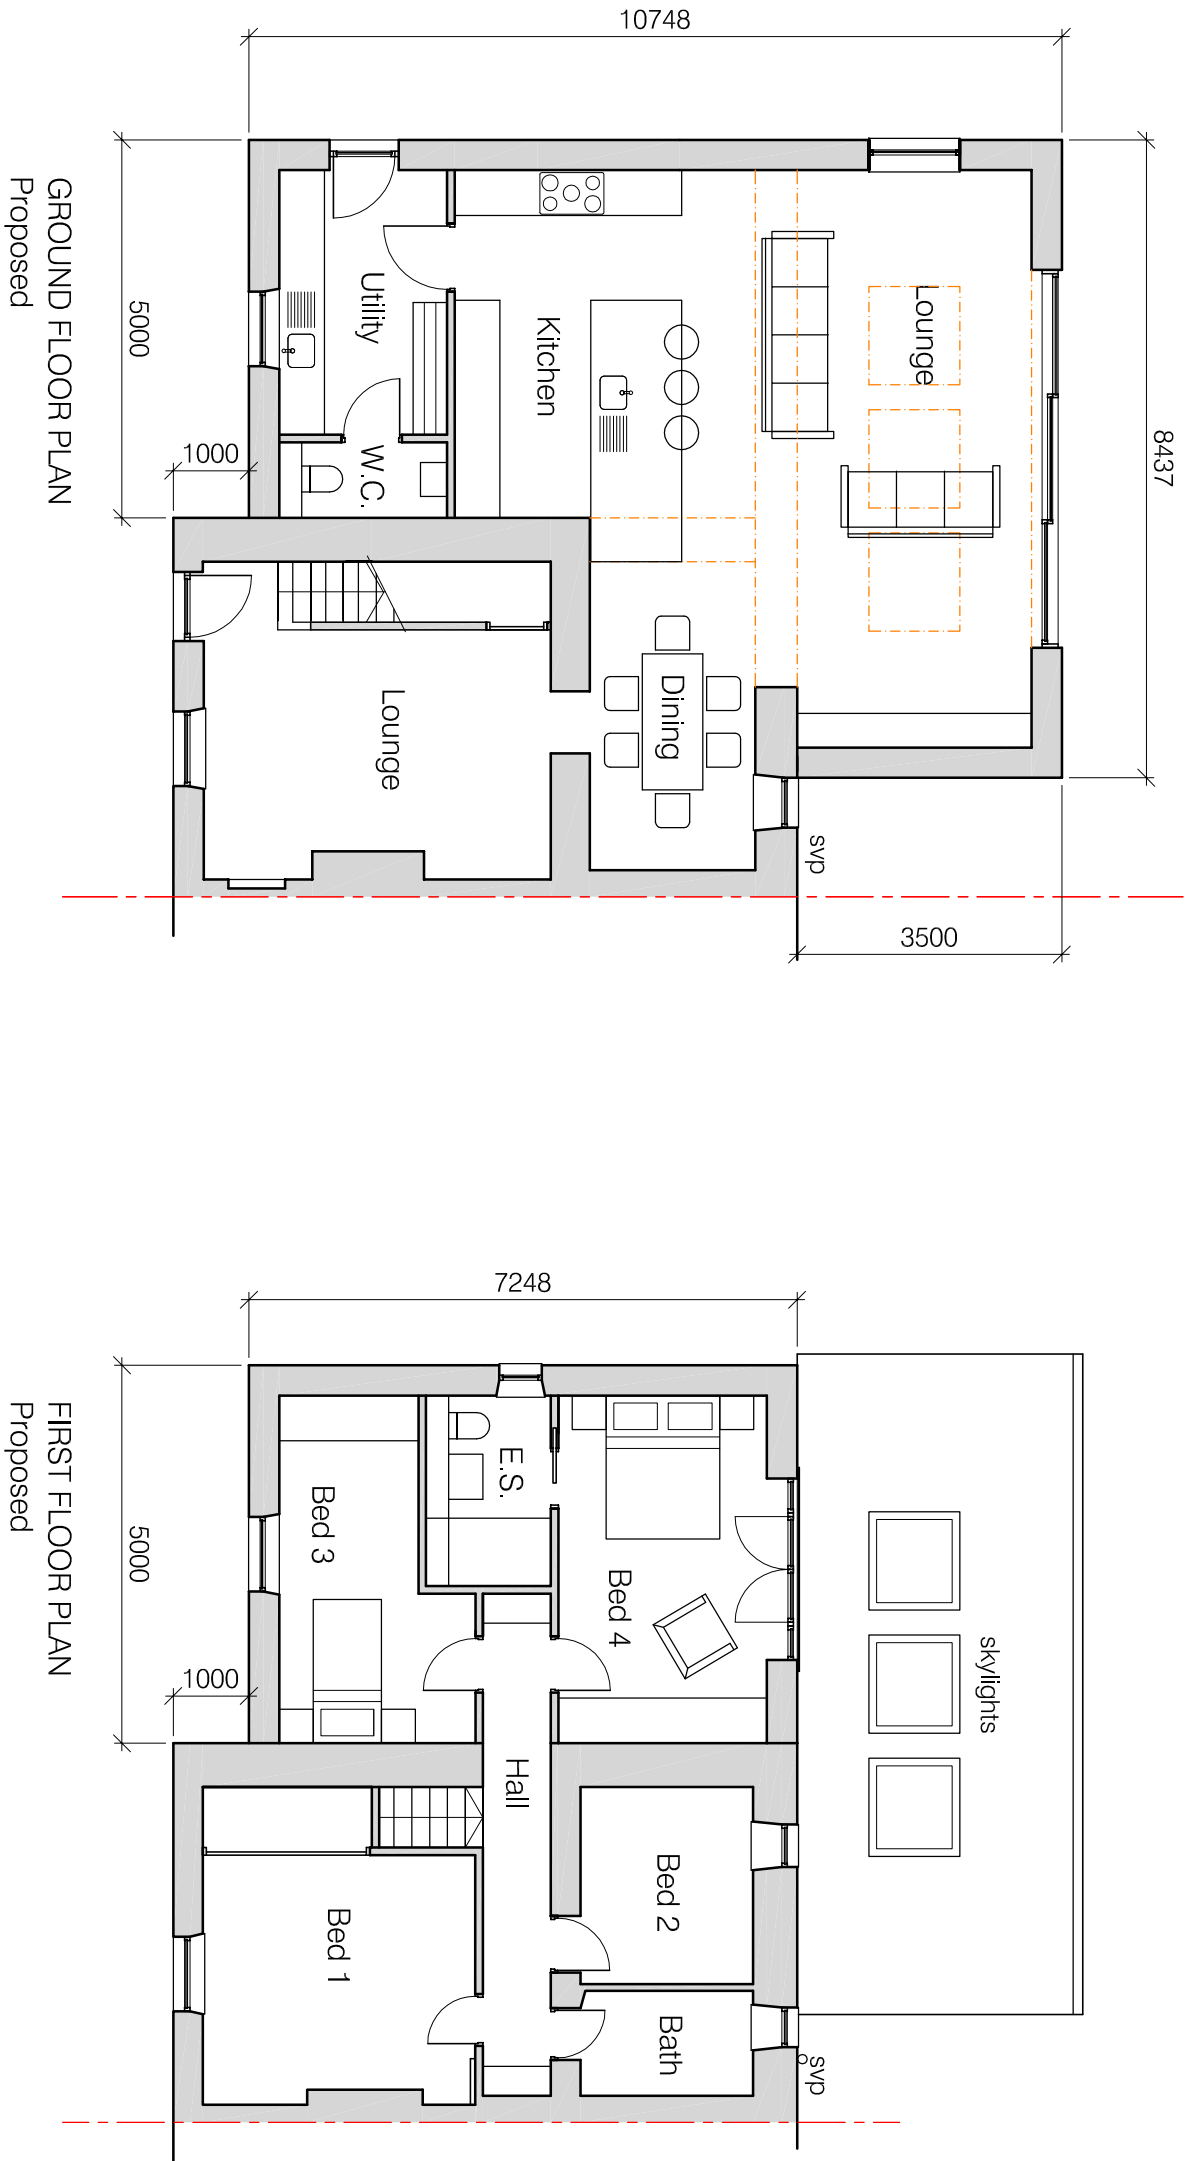 10748
8437
5000
1000
3500
Utility
W.C.
Kitchen
Lounge
Dining
Lounge
svp
GROUND FLOOR PLAN
Proposed
7248
5000
1000
E.S.
Bed 3
Bed 4
skylights
Hall
Bed 2
Bed 1
Bath
svp
FIRST FLOOR PLAN
Proposed